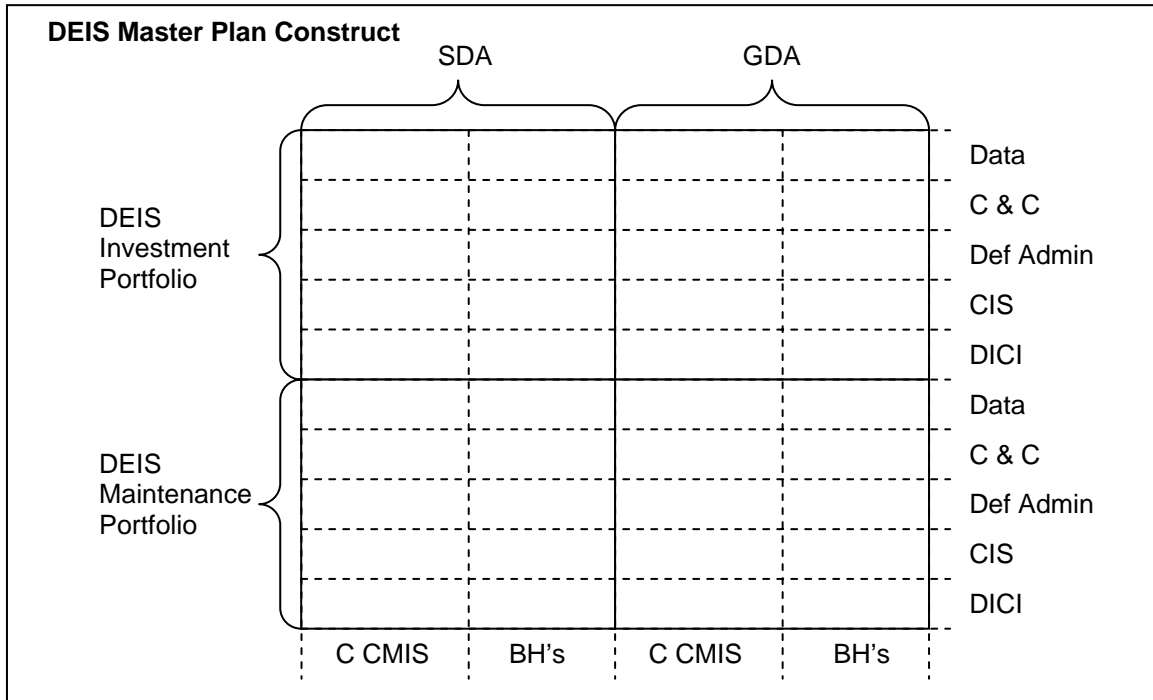 DEIS Master Plan Construct
SDA
GDA
DEIS
Investment
Portfolio
Data
C & C
Def Admin
CIS
DICI
DEIS
Maintenance
Portfolio
Data
C & C
Def Admin
CIS
DICI
C CMIS
BH’s
C CMIS
BH’s